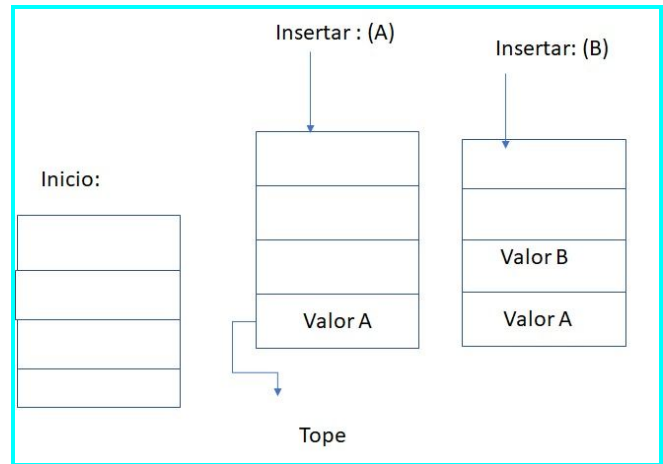 Insertar : (A)
Insertar: (B)
Inicio:
Valor B
Valor A
Valor A
Tope